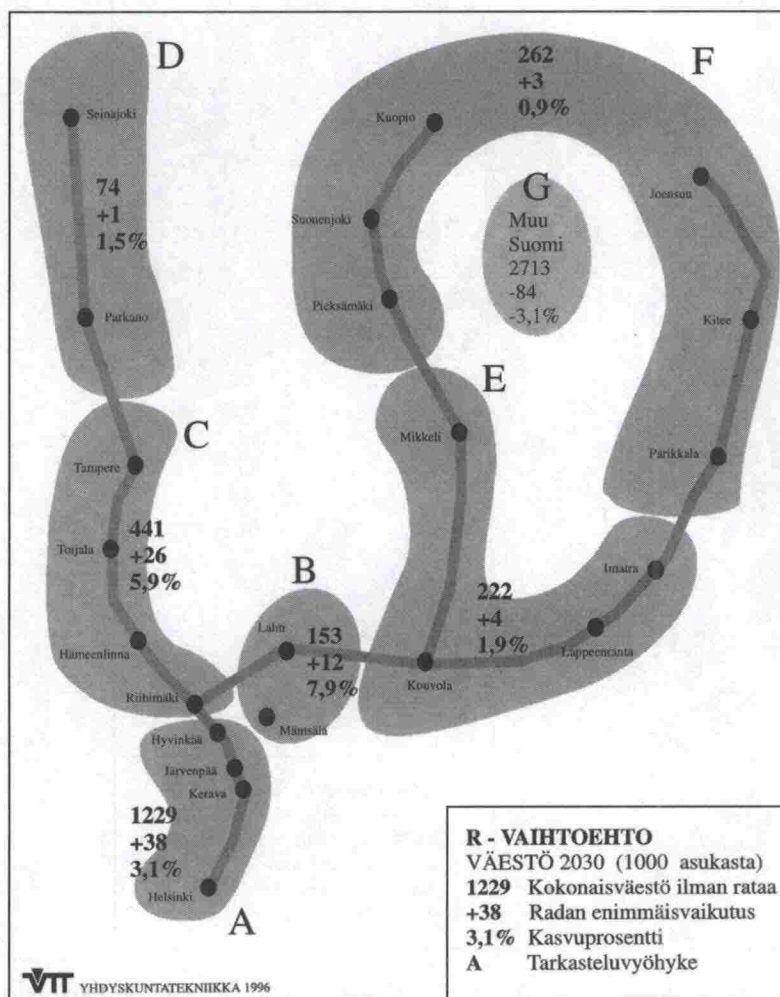 D
Seinäjoki
74
+1
1,5%
Parkano
262
+3
0,9%
F
Kuopio
Joensuu
Suonenjoki
G
Muu
Suomi
2713
-84
-3,1%
Pieksämäki
Kitee
E
C
Mikkeli
Parikkala
Tampere
441
+26
5,9%
Toijala
Imatra
B
222
+4
1,9%
Lahti
153
+12
7,9%
Hämeenlinna
Lappeenranta
Kouvola
Riihimäki
Mäntsälä
Hyvinkää
Järvenpää
Kerava
1229
+38
3,1%
Helsinki
A
R - VAIHTOEHTO
VÄESTÖ 2030 (1000 asukasta)
1229 Kokonaisväestö ilman rataa
+38 Radan enimmäisvaikutus
3,1% Kasvuprosentti
A Tarkasteluvyöhyke
VTT YHDYSKUNTATEKNIIKKA 1996